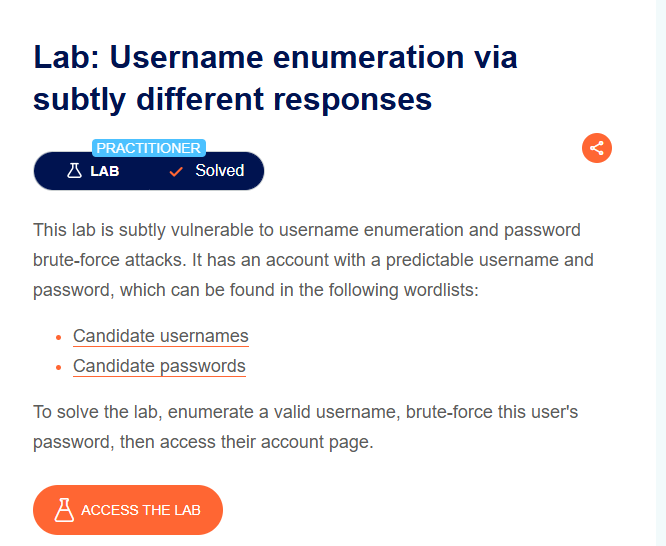 Lab: Username enumeration via
subtly different responses
PRACTITIONER
LAB Solved
This lab is subtly vulnerable to username enumeration and password
brute-force attacks. It has an account with a predictable username and
password, which can be found in the following wordlists:
Candidate usernames
Candidate passwords
To solve the lab, enumerate a valid username, brute-force this user's
password, then access their account page.
ACCESS THE LAB